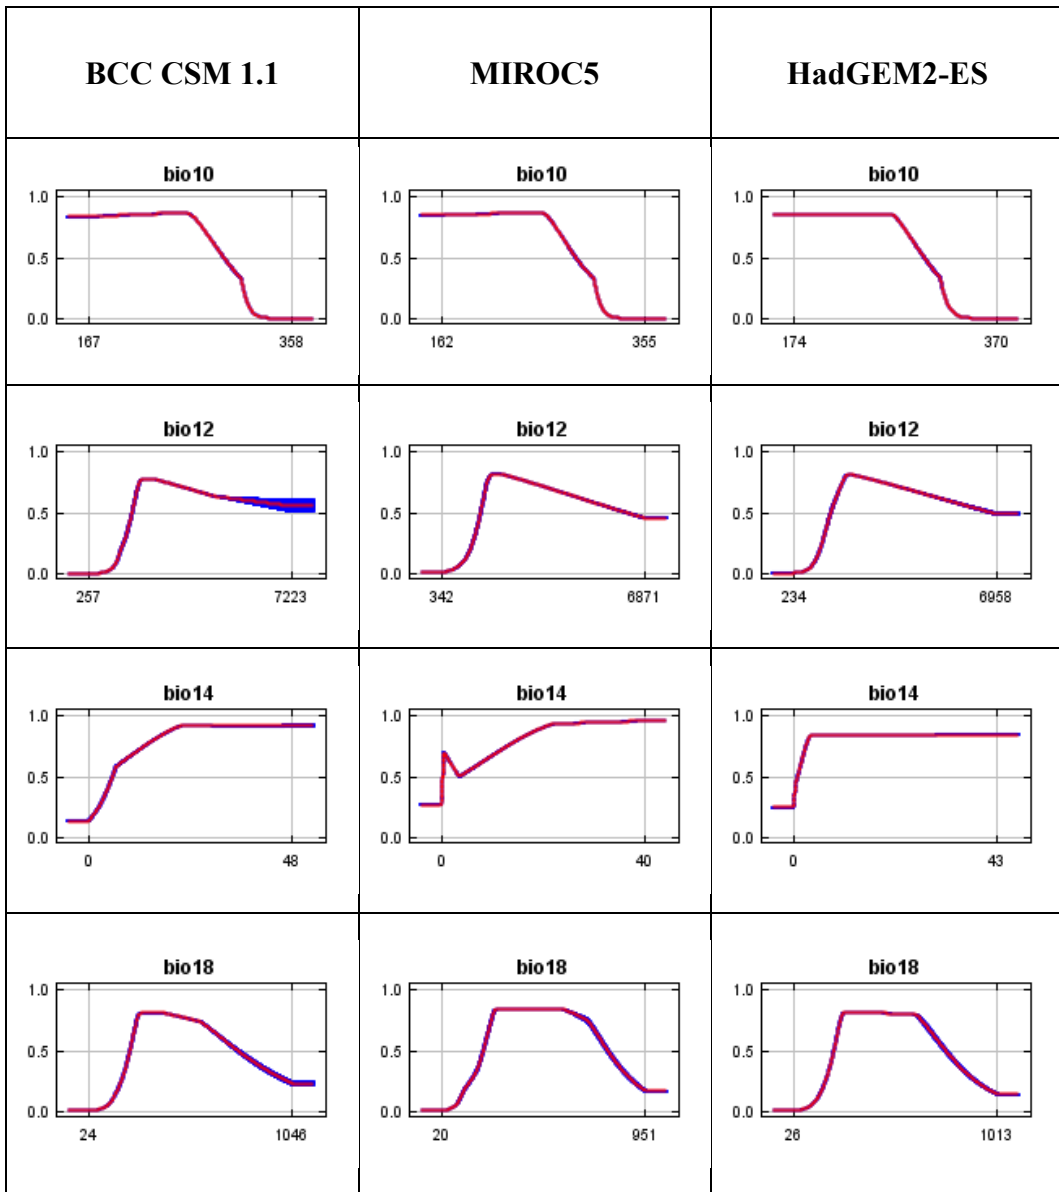 BCC CSM 1.1 MIROC5 HadGEM2-ES
bio10 bio10 bio10
1.0 1.0 1.0
0.5 0.5 0.5
0.0 0.0 0.0
167 358 162 355 174 370
bio12 bio12 bio12
1.0 1.0 1.0
0.5 0.5 0.5
0.0 0.0 0.0
257 7223 342 6871 234 6958
bio14 bio14 bio14
1.0 1.0 1.0
0.5 0.5 0.5
0.0 0.0 0.0
0 48 0 40 0 43
bio18 bio18 bio18
1.0 1.0 1.0
0.5 0.5 0.5
0.0 0.0 0.0
24 1046 20 951 26 1013